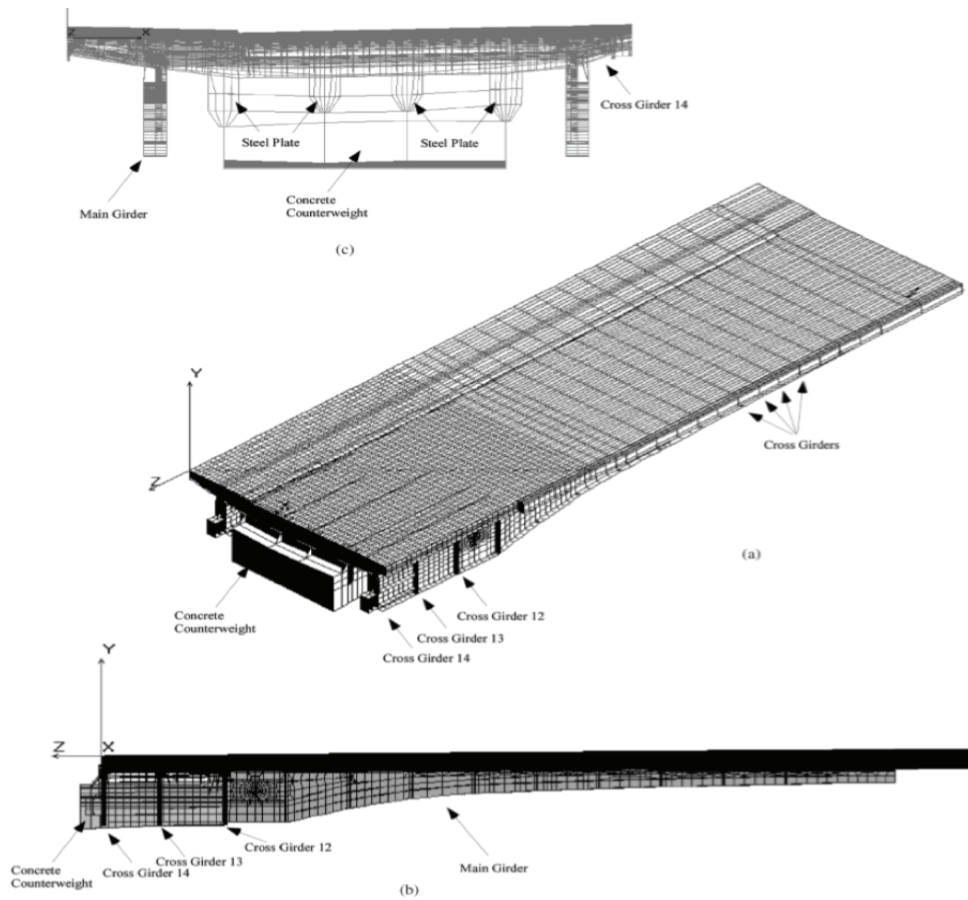 Z
X
Cross Girder 14
Steel Plate
Steel Plate
Main Girder
Concrete
Counterweight
(c)
Y
Z
Cross Girders
(a)
Concrete
Counterweight
Cross Girder 12
Cross Girder 13
Cross Girder 14
Y
Z
X
Cross Girder 12
Cross Girder 13
Cross Girder 14
Concrete
Counterweight
Main Girder
(b)